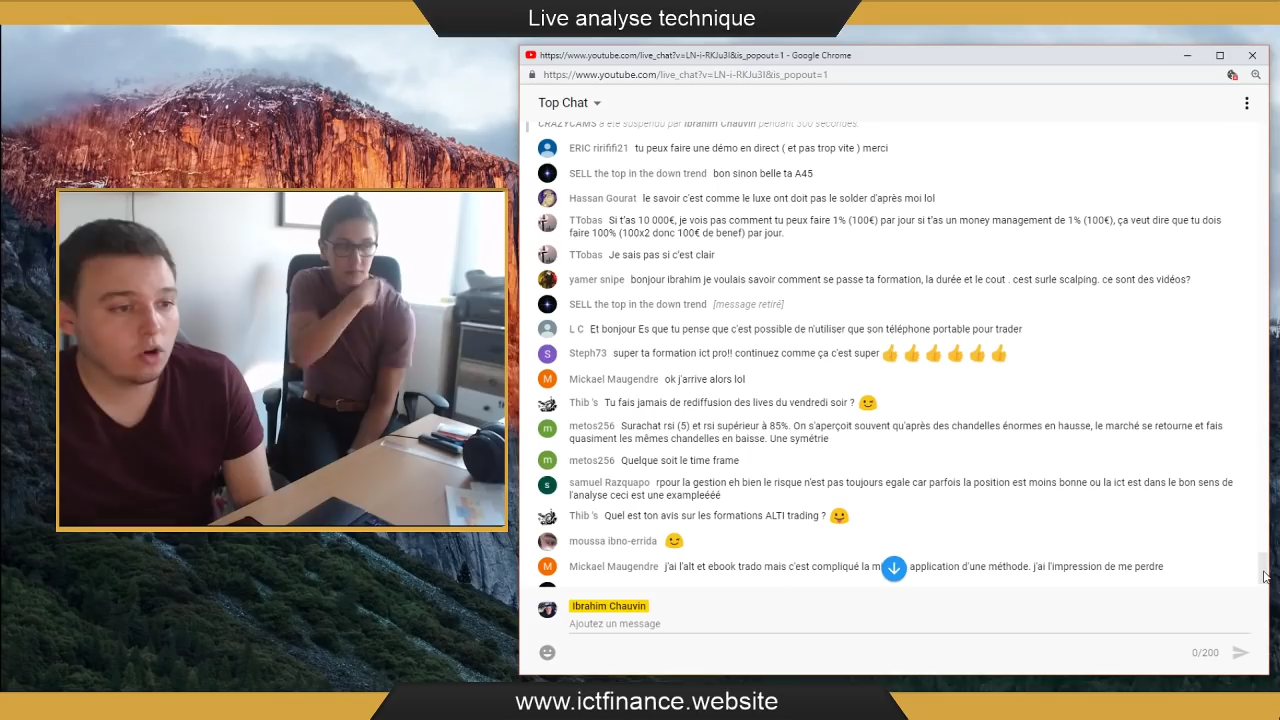 Live analyse technique
https://www.youtube.com/live_chat?v=LN-i-RKJu3I&is_popout=1 - Google Chrome
https://www.youtube.com/live_chat?v=LN-i-RKJu3I&is_popout=1
Top Chat
CRAZYCAMS a été suspendu par Ibrahim Chauvin pendant 300 secondes.
ERIC rirififi21 tu peux faire une démo en direct ( et pas trop vite ) merci
SELL the top in the down trend bon sinon belle ta A45
Hassan Gourat le savoir c'est comme le luxe ont doit pas le solder d'après moi lol
TTobas Si t'as 10 000€, je vois pas comment tu peux faire 1% (100€) par jour si t'as un money management de 1% (100€), ça veut dire que tu dois
faire 100% (100x2 donc 100€ de benef) par jour.
TTobas Je sais pas si c'est clair
yamer snipe bonjour ibrahim je voulais savoir comment se passe ta formation, la durée et le cout . cest surle scalping. ce sont des vidéos?
SELL the top in the down trend [message retiré]
L C Et bonjour Es que tu pense que c'est possible de n'utiliser que son téléphone portable pour trader
S Steph73 super ta formation ict pro!! continuez comme ça c'est super 👍👍👍👍👍👍
M Mickael Maugendre ok j'arrive alors lol
Thib 's Tu fais jamais de rediffusion des lives du vendredi soir ? 😉
m metos256 Surachat rsi (5) et rsi supérieur à 85%. On s'aperçoit souvent qu'après des chandelles énormes en hausse, le marché se retourne et fais
quasiment les mêmes chandelles en baisse. Une symétrie
m metos256 Quelque soit le time frame
s samuel Razquapo rpour la gestion eh bien le risque n'est pas toujours egale car parfois la position est moins bonne ou la ict est dans le bon sens de
l'analyse ceci est une exampleééé
Thib 's Quel est ton avis sur les formations ALTI trading ? 😛
moussa ibno-errida 😉
M Mickael Maugendre j'ai l'alt et ebook trado mais c'est compliqué la m application d'une méthode. j'ai l'impression de me perdre
Ibrahim Chauvin
Ajoutez un message
0/200
www.ictfinance.website